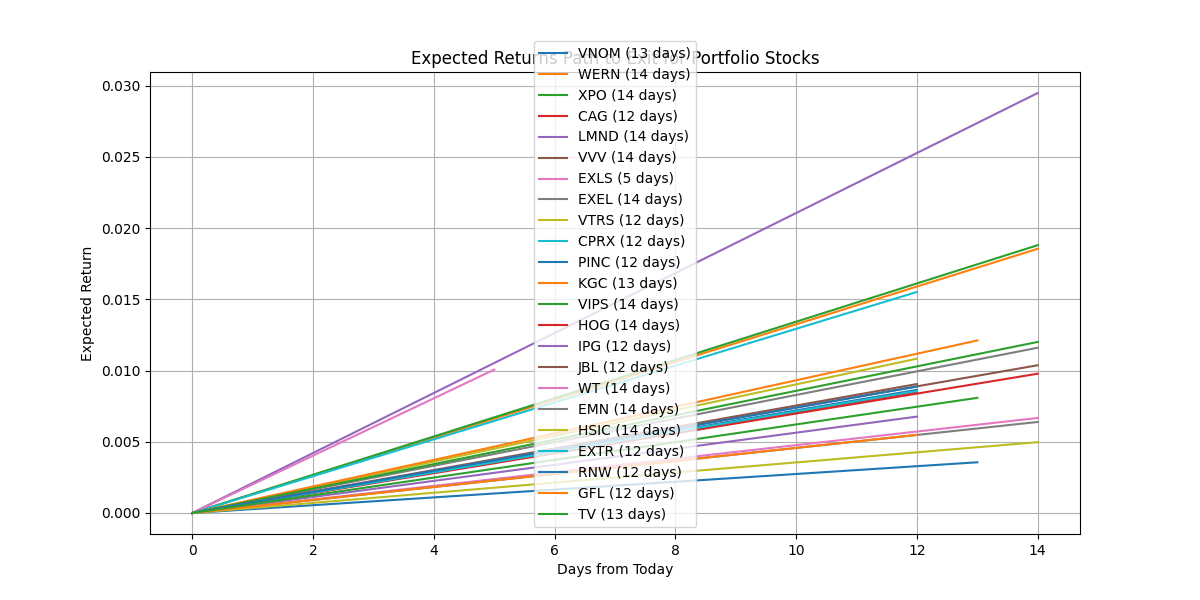 Expected Returns Path to Exit for Portfolio Stocks
VNOM (13 days)
WERN (14 days)
XPO (14 days)
CAG (12 days)
LMND (14 days)
VVV (14 days)
EXLS (5 days)
EXEL (14 days)
VTRS (12 days)
CPRX (12 days)
PINC (12 days)
KGC (13 days)
VIPS (14 days)
HOG (14 days)
IPG (12 days)
JBL (12 days)
WT (14 days)
EMN (14 days)
HSIC (14 days)
EXTR (12 days)
RNW (12 days)
GFL (12 days)
TV (13 days)
0.030
0.025
0.020
0.015
0.010
0.005
0.000
Expected Return
0 2 4 6 8 10 12 14
Days from Today